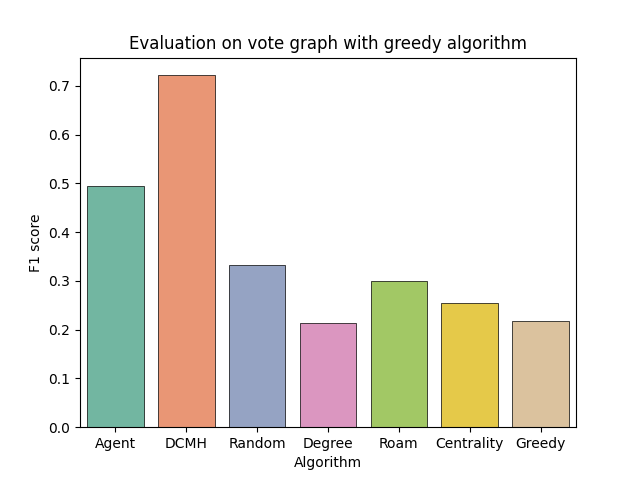 Evaluation on vote graph with greedy algorithm
F1 score
0.7
0.6
0.5
0.4
0.3
0.2
0.1
0.0
Agent DCMH Random Degree Roam Centrality Greedy
Algorithm